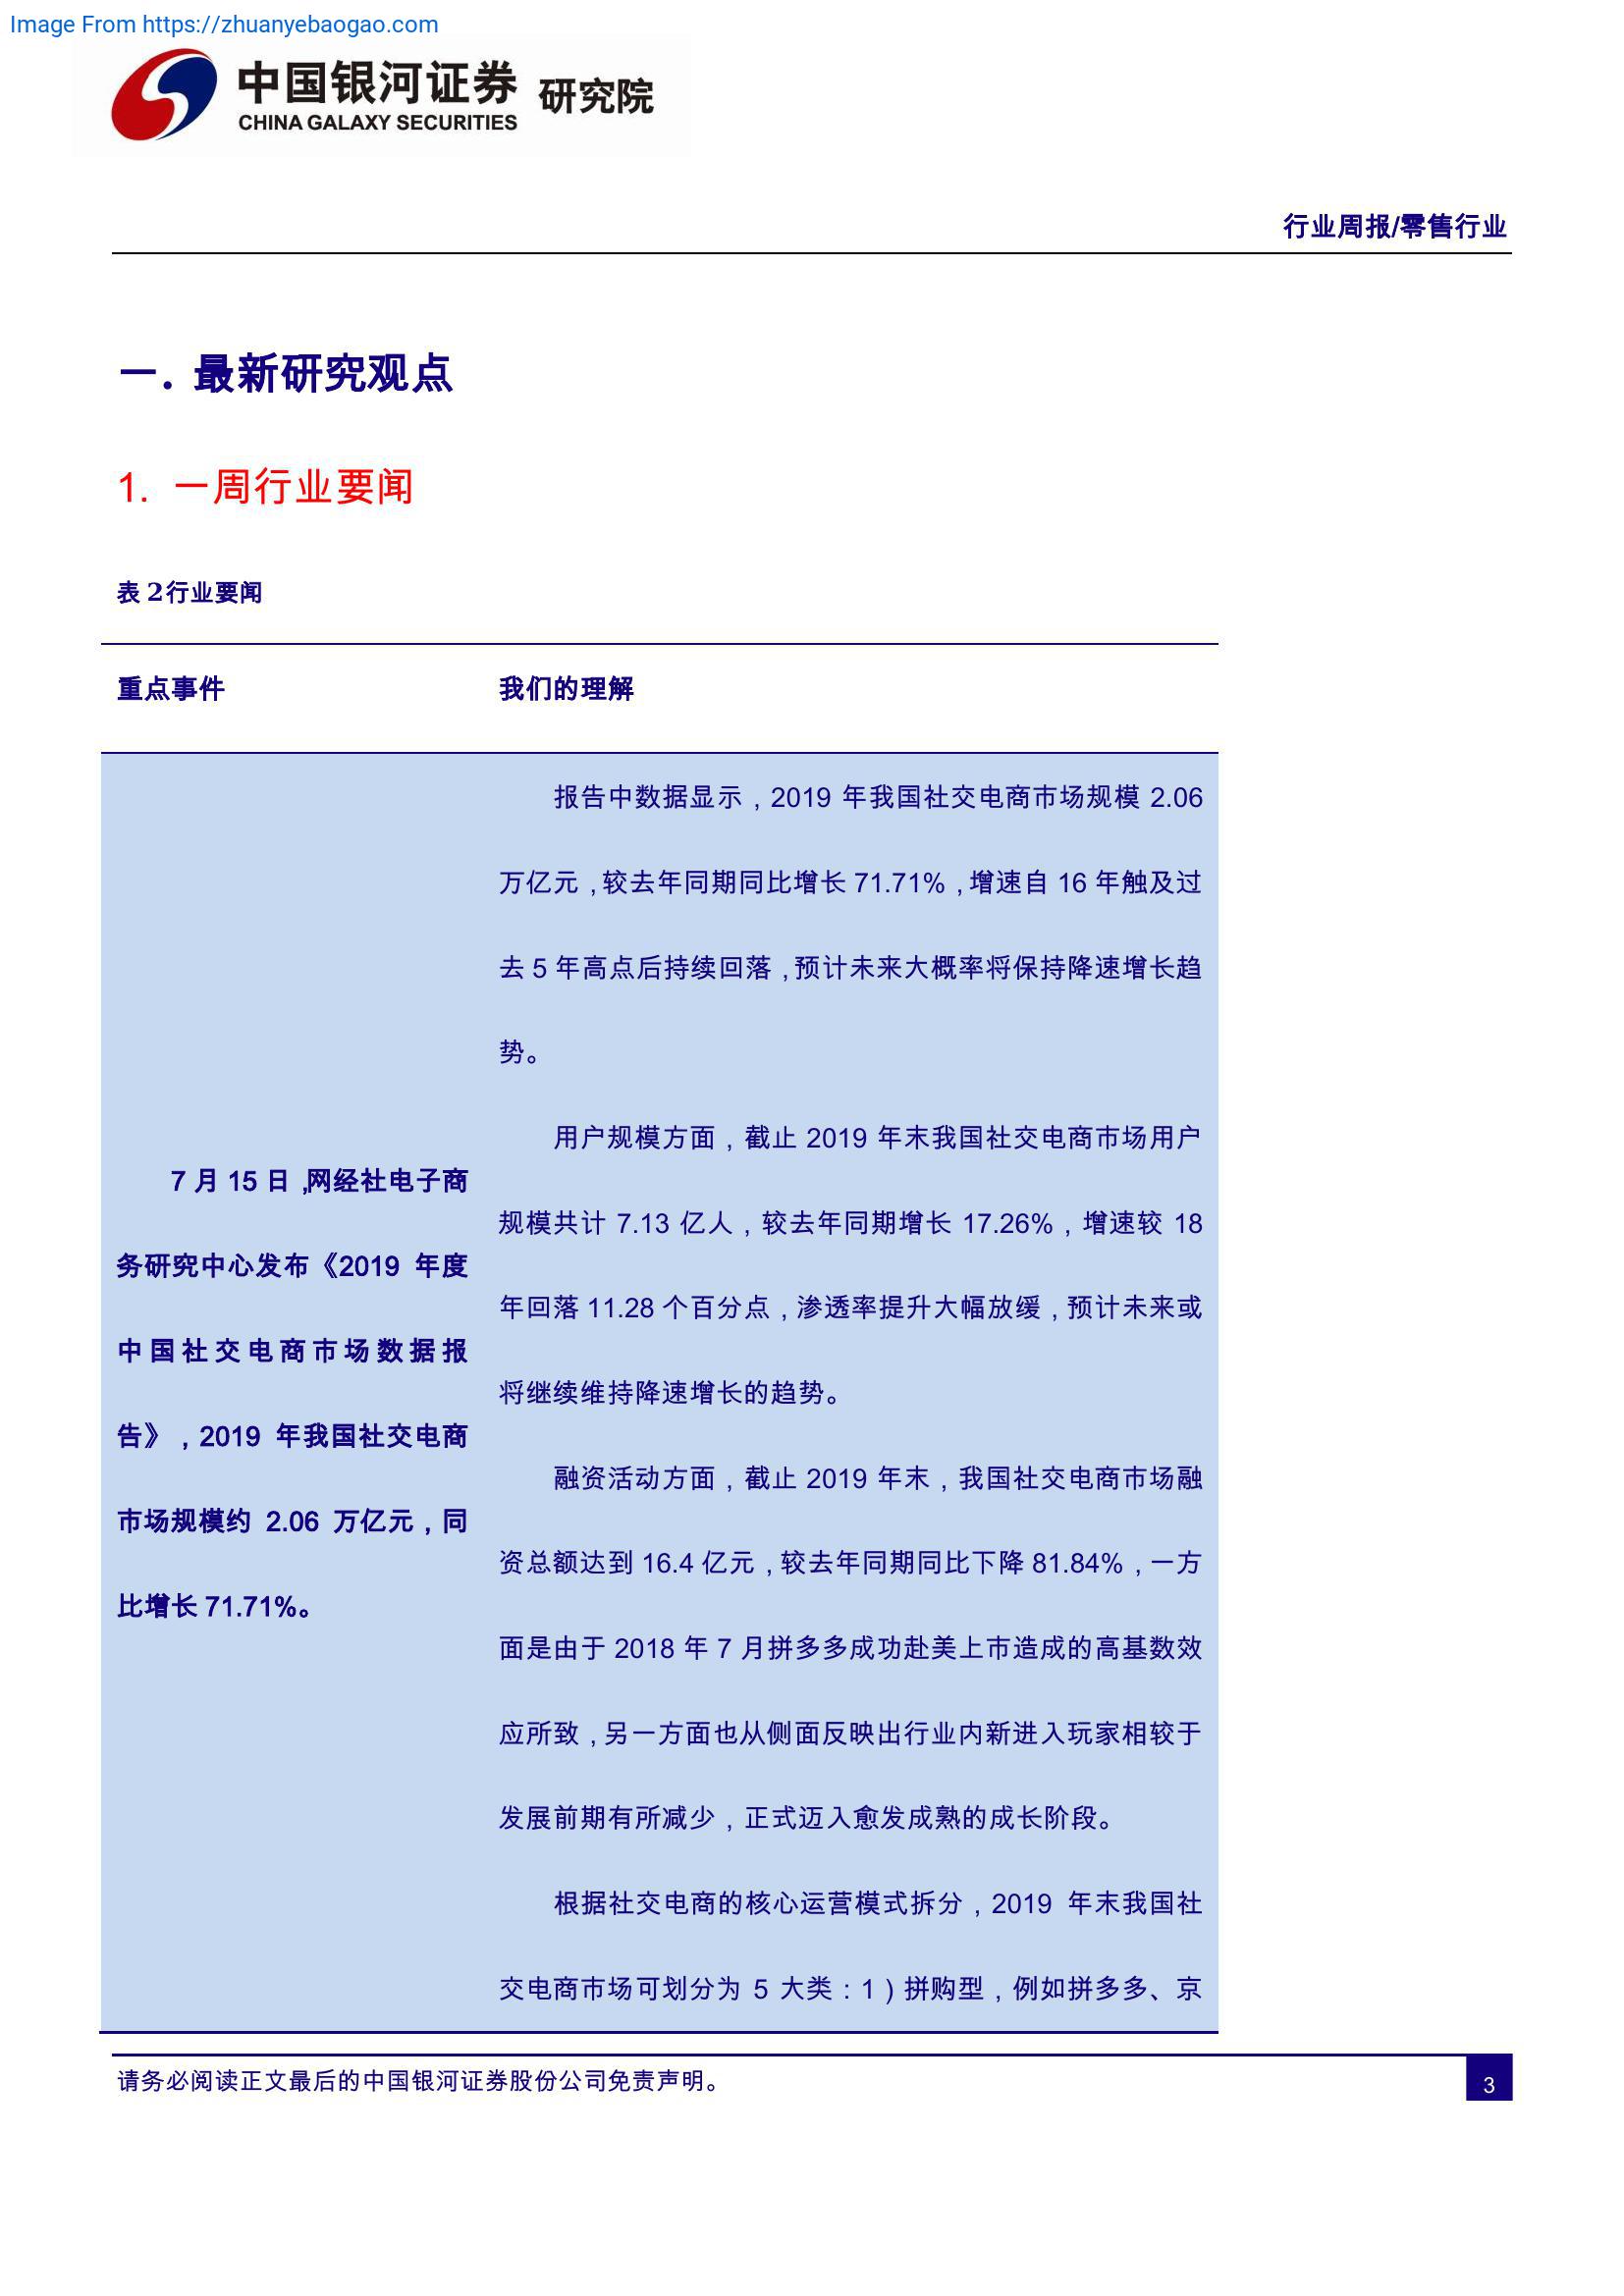 Image From https://zhuanyebaogao.com
中国银河证券 研究院
CHINA GALAXY SECURITIES
行业周报/零售行业
一. 最新研究观点
1. 一周行业要闻
表 2行业要闻
重点事件 我们的理解
7 月 15 日,网经社电子商
务研究中心发布《2019 年度
中国社交电商市场数据报
告》,2019 年我国社交电商
市场规模约 2.06 万亿元,同
比增长 71.71%。
报告中数据显示,2019 年我国社交电商市场规模 2.06
万亿元,较去年同期同比增长 71.71%,增速自 16 年触及过
去 5 年高点后持续回落,预计未来大概率将保持降速增长趋
势。
用户规模方面,截止 2019 年末我国社交电商市场用户
规模共计 7.13 亿人,较去年同期增长 17.26%,增速较 18
年回落 11.28 个百分点,渗透率提升大幅放缓,预计未来或
将继续维持降速增长的趋势。
融资活动方面,截止 2019 年末,我国社交电商市场融
资总额达到 16.4 亿元,较去年同期同比下降 81.84%,一方
面是由于 2018 年 7 月拼多多成功赴美上市造成的高基数效
应所致,另一方面也从侧面反映出行业内新进入玩家相较于
发展前期有所减少,正式迈入愈发成熟的成长阶段。
根据社交电商的核心运营模式拆分,2019 年末我国社
交电商市场可划分为 5 大类:1)拼购型,例如拼多多、京
请务必阅读正文最后的中国银河证券股份公司免责声明。
3